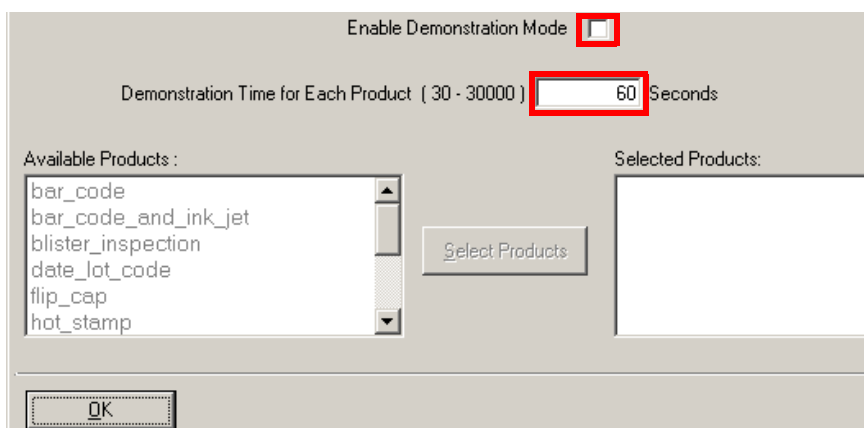 Enable Demonstration Mode
Demonstration Time for Each Product ( 30 - 30000 ) 60 Seconds
Available Products :
Selected Products:
bar_code
bar_code_and_ink_jet
blister_inspection
date_lot_code
flip_cap
hot_stamp
Select Products
OK